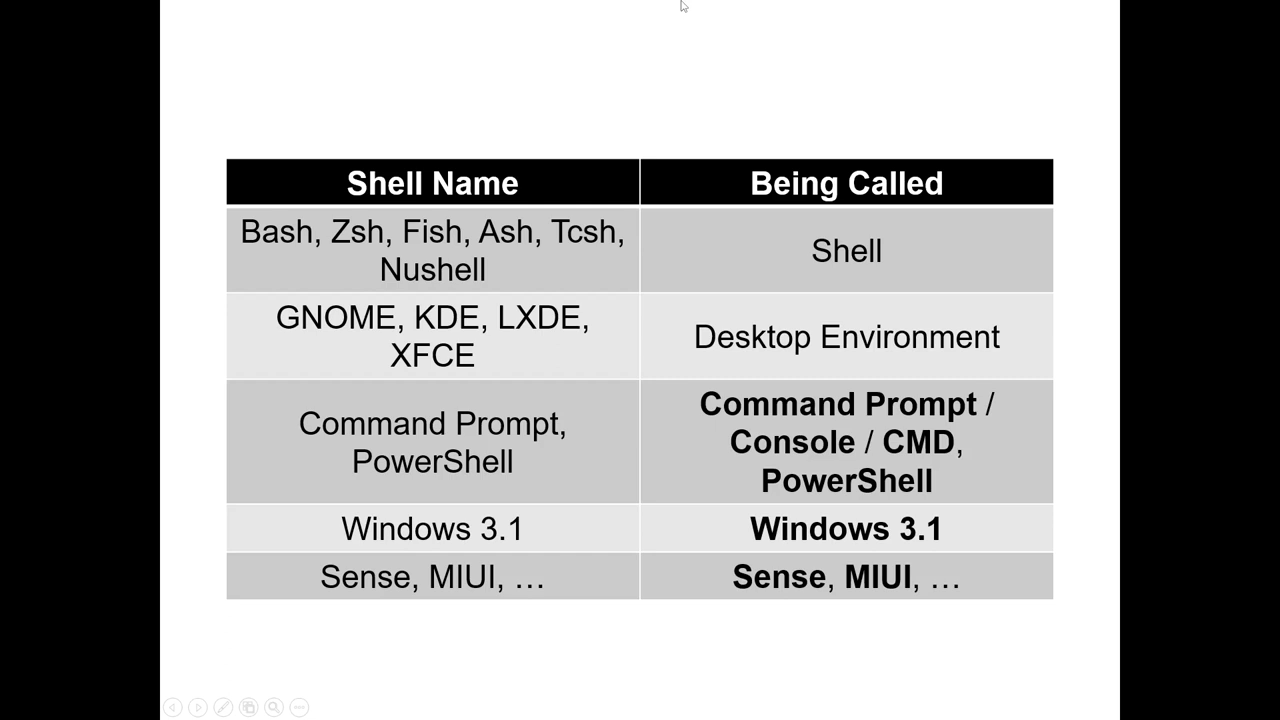 Shell Name
Being Called
Bash, Zsh, Fish, Ash, Tcsh,
Nushell
Shell
GNOME, KDE, LXDE,
XFCE
Desktop Environment
Command Prompt,
PowerShell
Command Prompt /
Console / CMD,
PowerShell
Windows 3.1
Windows 3.1
Sense, MIUI, …
Sense, MIUI, …